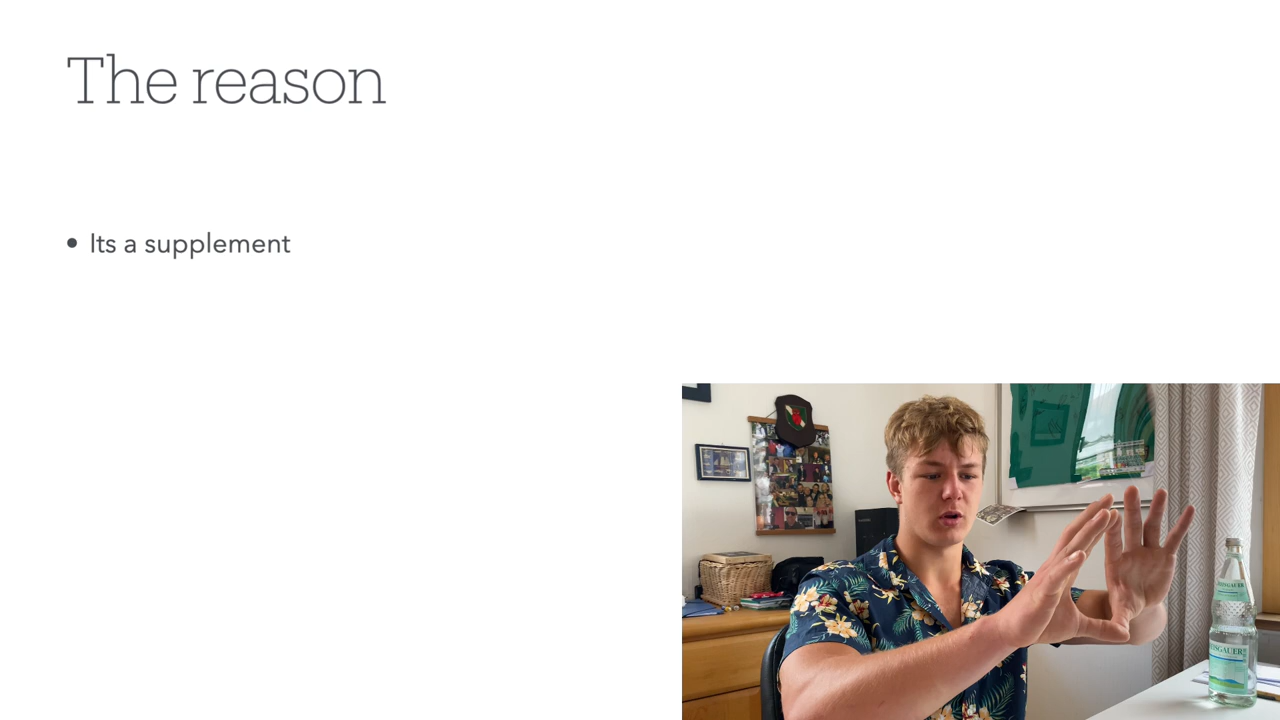 The reason
• Its a supplement